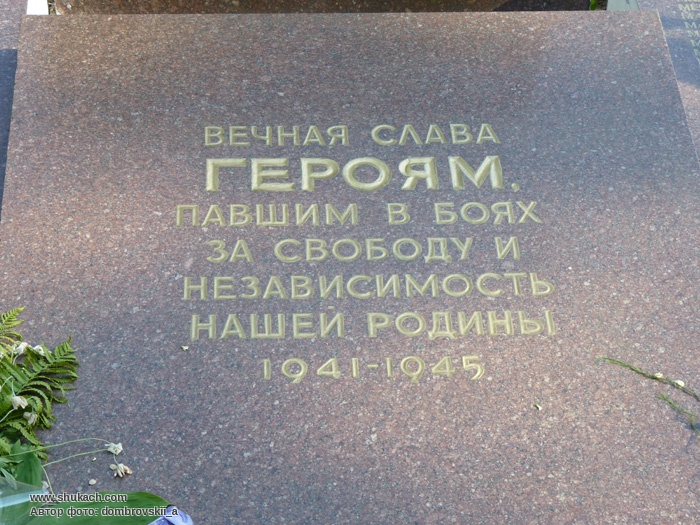 ВЕЧНАЯ СЛАВА
ГЕРОЯМ,
ПАВШИМ В БОЯХ
ЗА СВОБОДУ И
НЕЗАВИСИМОСТЬ
НАШЕЙ РОДИНЫ
1941-1945.
www.shukach.com
Автор фото: dombrovskii_a